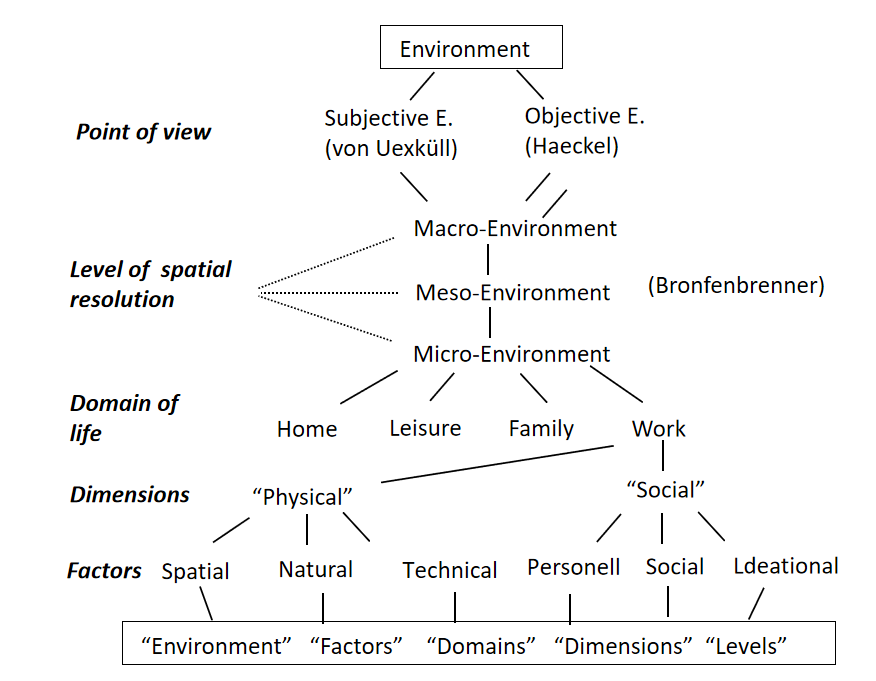 Environment
Point of view
Subjective E.
(von Uexküll)
Objective E.
(Haeckel)
Macro-Environment
Level of spatial
resolution
Meso-Environment
(Bronfenbrenner)
Micro-Environment
Domain of
life
Home
Leisure
Family
Work
Dimensions
“Physical”
“Social”
Factors
Spatial
Natural
Technical
Personell
Social
Ldeational
“Environment” “Factors” “Domains” “Dimensions” “Levels”